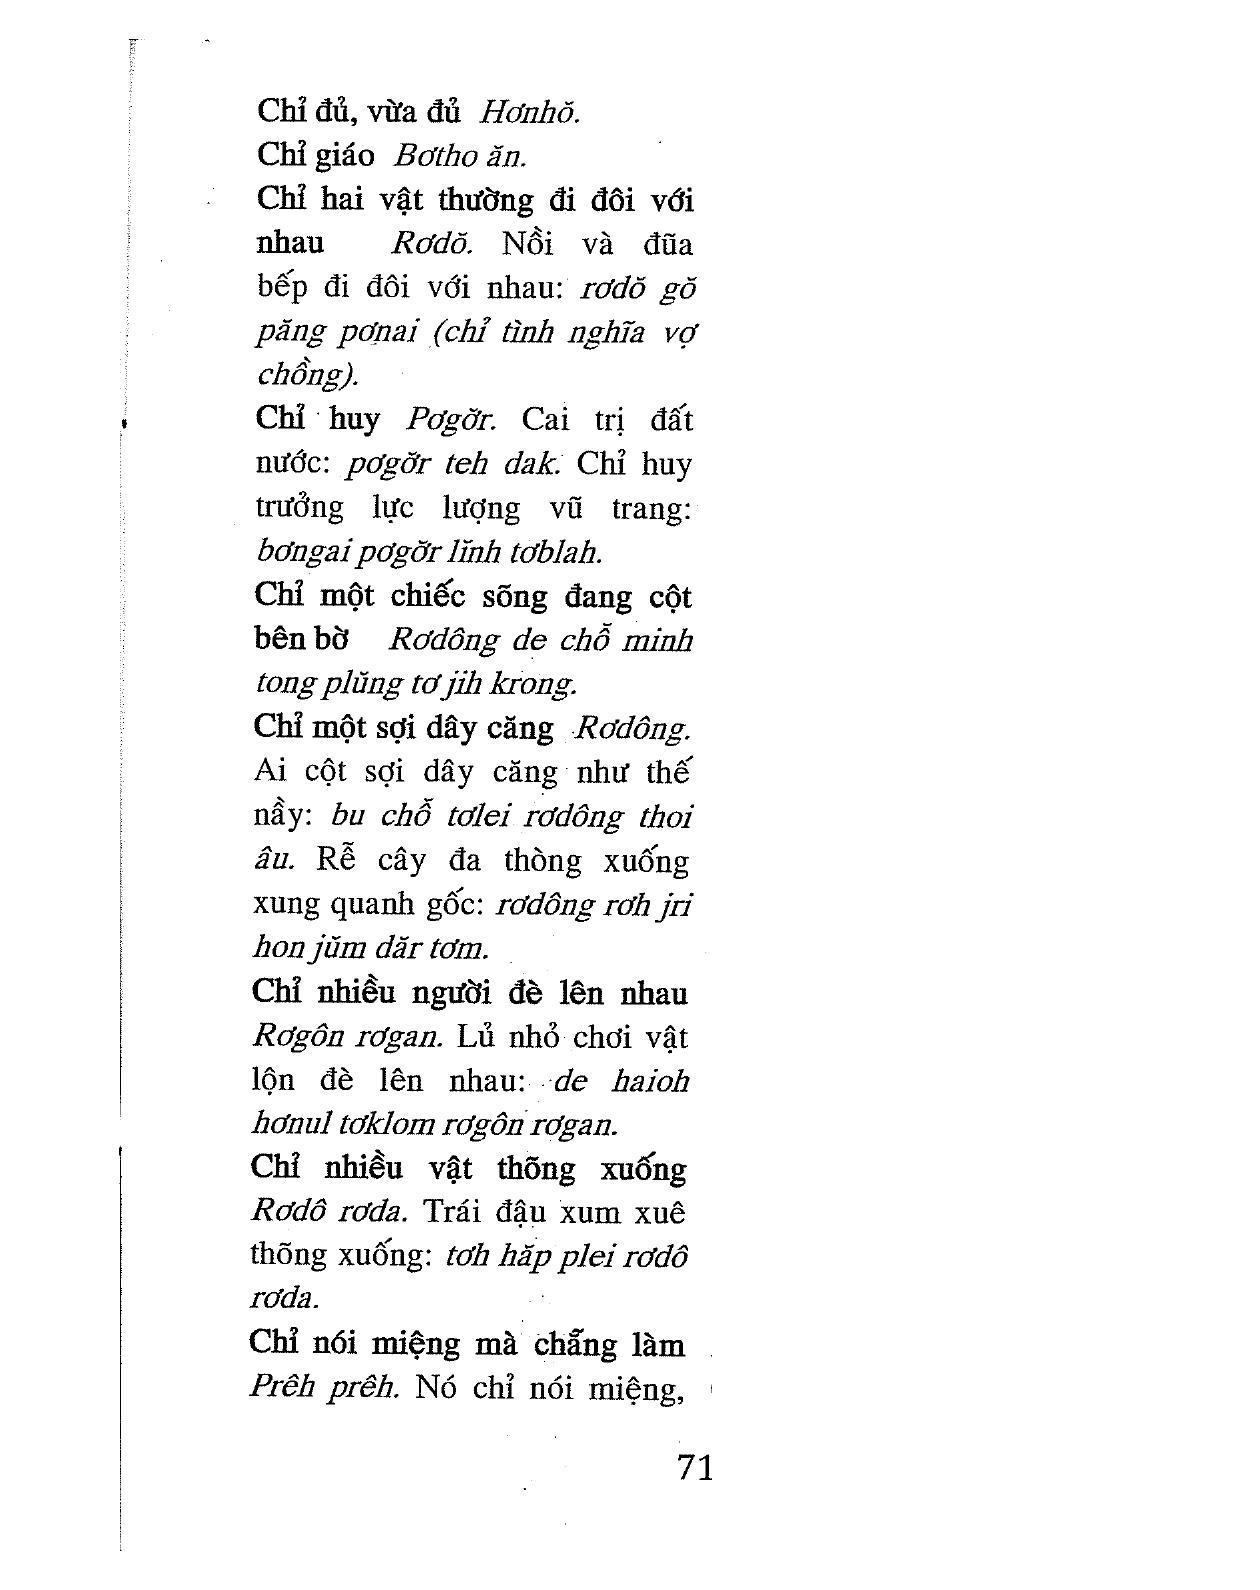 Chỉ đủ, vừa đủ Hơnhŏ.
Chỉ giáo Bơtho ăn.
Chỉ hai vật thường đi đôi với
nhau Rơdŏ. Nồi và đũa
bếp đi đôi với nhau: rơdŏ gŏ
păng pơnai (chỉ tình nghĩa vợ
chồng).
Chỉ huy Pơgơ̆r. Cai trị đất
nước: pơgơ̆r teh dak. Chỉ huy
trưởng lực lượng vũ trang:
bơngai pơgơ̆r lĭnh tơblah.
Chỉ một chiếc sõng đang cột
bên bờ Rơdông de chô̆ minh
tong plŭng tơ jih krong.
Chỉ một sợi dây căng Rơdông.
Ai cột sợi dây căng như thế
nầy: bu chô̆ tơlei rơdông thoi
âu. Rễ cây đa thòng xuống
xung quanh gốc: rơdông rơh jri
hon jŭm dăr tơm.
Chỉ nhiều người đè lên nhau
Rơgôn rơgan. Lủ nhỏ chơi vật
lộn đè lên nhau: de haioh
hơnul tơklom rơgôn rơgan.
Chỉ nhiều vật thõng xuống
Rơdô rơda. Trái đậu xum xuê
thõng xuống: tơh hăp plei rơdô
rơda.
Chỉ nói miệng mà chẳng làm
Prêh prêh. Nó chỉ nói miệng,
71